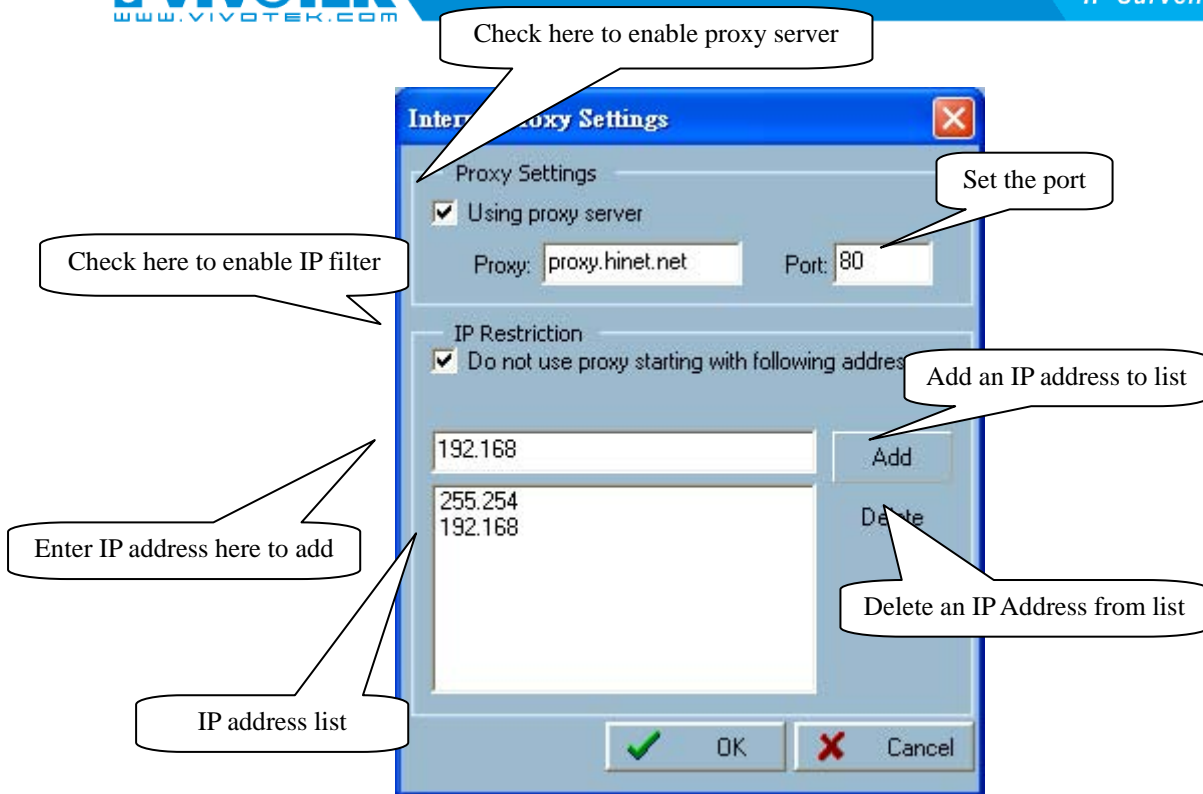 VIVOTEK
WWW.VIVOTEK.COM
Check here to enable proxy server
Settings
Proxy Settings
Set the port
Using proxy server
Check here to enable IP filter
Proxy: proxy.hinet.net Port: 80
IP Restriction
Do not use proxy starting with following
Add an IP address to list
192.168
Add
255.254
192.168
Delete
Enter IP address here to add
Delete an IP Address from list
IP address list
OK
Cancel